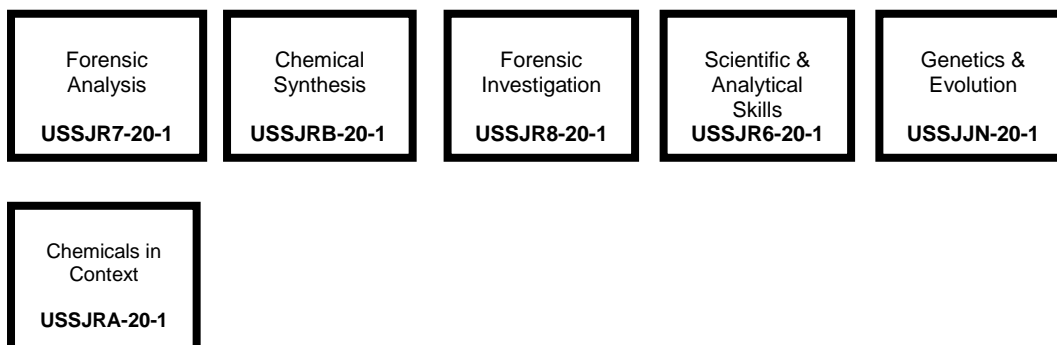 Forensic
Analysis
USSJR7-20-1
Chemical
Synthesis
USSJRB-20-1
Forensic
Investigation
USSJR8-20-1
Scientific &
Analytical
Skills
USSJR6-20-1
Genetics &
Evolution
USSJJN-20-1
Chemicals in
Context
USSJRA-20-1